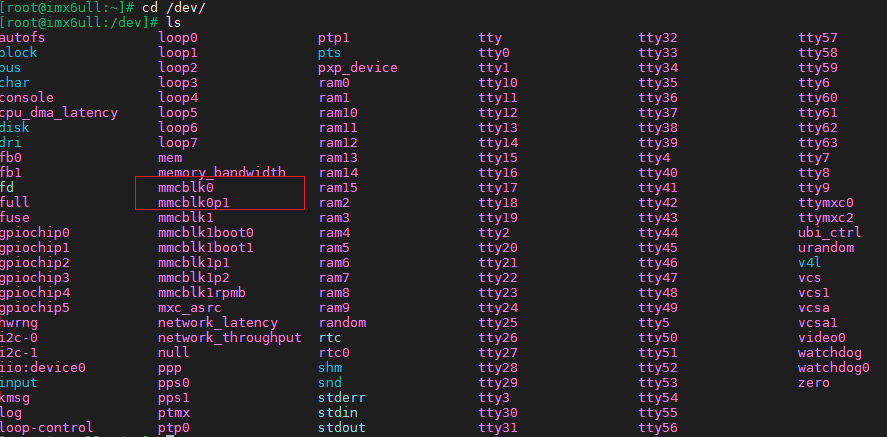 [root@imx6ull:~]# cd /dev/
[root@imx6ull:/dev]# ls
autofs loop0 ptp1 tty tty32 tty57
block loop1 pts tty0 tty33 tty58
bus loop2 pxp_device tty1 tty34 tty59
char loop3 ram0 tty10 tty35 tty6
console loop4 ram1 tty11 tty36 tty60
cpu_dma_latency loop5 ram10 tty12 tty37 tty61
disk loop6 ram11 tty13 tty38 tty62
dri loop7 ram12 tty14 tty39 tty63
fb0 mem ram13 tty15 tty4 tty7
fb1 memory_bandwidth ram14 tty16 tty40 tty8
fd mmcblk0 ram15 tty17 tty41 tty9
full mmcblk0p1 ram2 tty18 tty42 ttymxc0
fuse mmcblk1 ram3 tty19 tty43 ttymxc2
gpiochip0 mmcblk1boot0 ram4 tty2 tty44 ubi_ctrl
gpiochip1 mmcblk1boot1 ram5 tty20 tty45 urandom
gpiochip2 mmcblk1p1 ram6 tty21 tty46 v4l
gpiochip3 mmcblk1p2 ram7 tty22 tty47 vcs
gpiochip4 mmcblk1rpmb ram8 tty23 tty48 vcs1
gpiochip5 mxc_asrc ram9 tty24 tty49 vcsa
hwrng network_latency random tty25 tty5 vcsa1
i2c-0 network_throughput rtc tty26 tty50 video0
i2c-1 null rtc0 tty27 tty51 watchdog
iio:device0 ppp shm tty28 tty52 watchdog0
input pps0 snd tty29 tty53 zero
kmsg pps1 stderr tty3 tty54
log ptmx stdin tty30 tty55
loop-control ptp0 stdout tty31 tty56